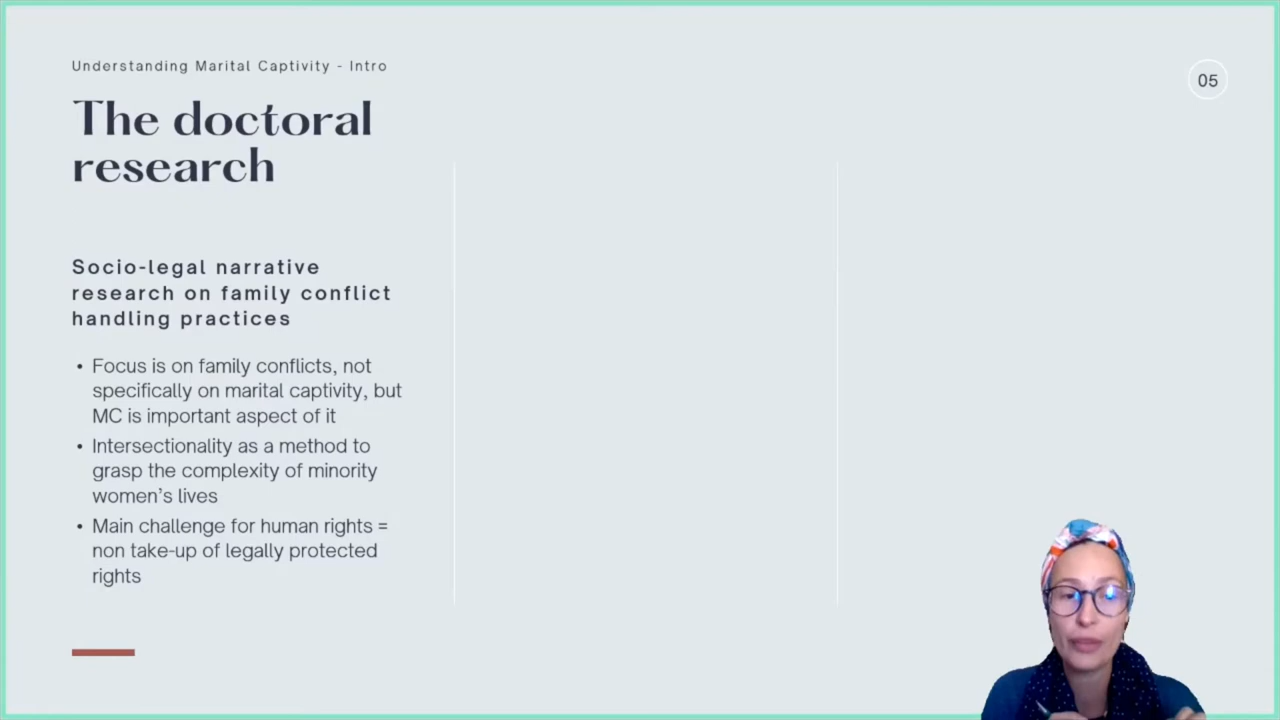 Understanding Marital Captivity - Intro
05
The doctoral
research
Socio-legal narrative
research on family conflict
handling practices
• Focus is on family conflicts, not
specifically on marital captivity, but
MC is important aspect of it
• Intersectionality as a method to
grasp the complexity of minority
women's lives
• Main challenge for human rights =
non take-up of legally protected
rights